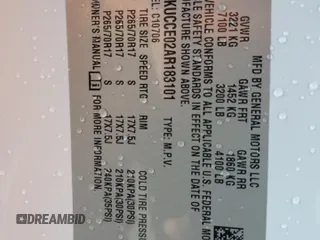 MFD BY GENERAL MOTORS LLC
GVWR GAWR FRT GAWR RR
3221 KG 1452 KG 1860 KG
7100 LB 3200 LB 4100 LB
VEHICLE CONFORMS TO ALL APPLICABLE U.S. FEDERAL MO
SAFETY STANDARDS IN EFFECT ON THE DATE OF
MANUFACTURE SHOWN ABOVE.
KUDCE02AR183101 TYPE: M.P.V.
EL: C10706
TIRE SIZE SPEED RTG RIM COLD TIRE PRESS
P265/70R17 S 17X7.5J 210KPA(30PSI)
P265/70R17 S 17X7.5J 210KPA(30PSI)
P265/70R17 S 17X7.5J 240KPA(35PSI)
WNER'S MANUAL FOR MORE INFORMATION.
DREAMBID